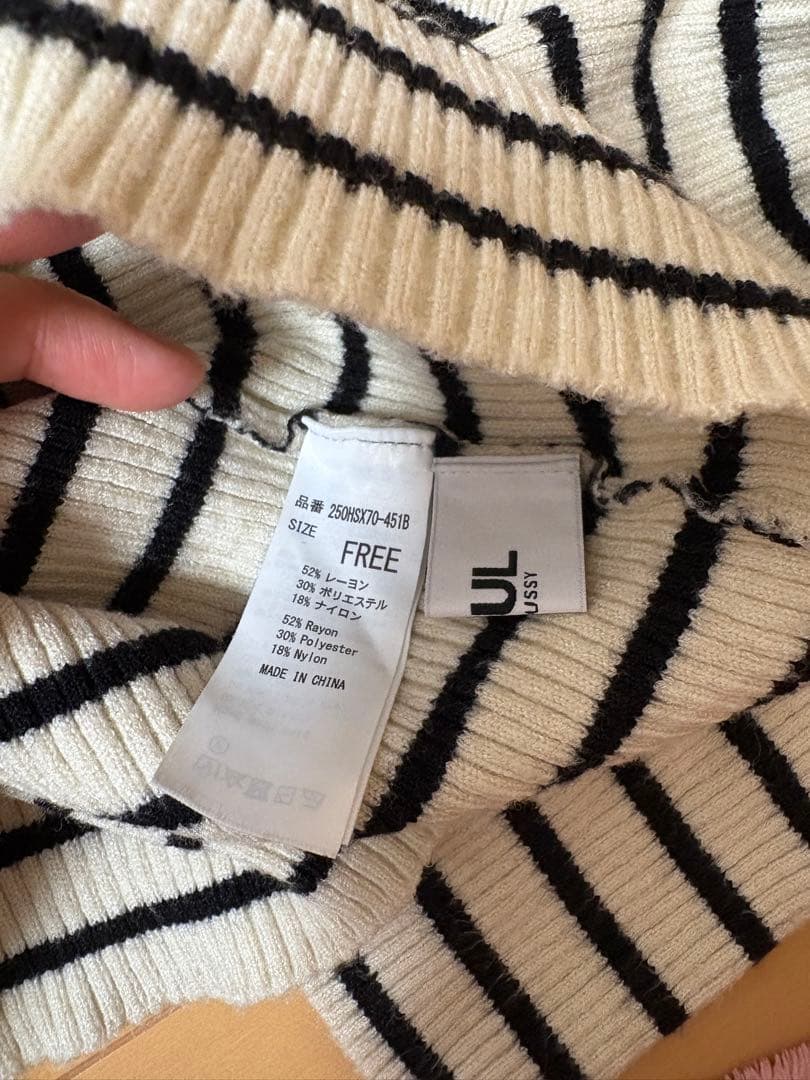 品番 250HSX70-451B
SIZE
FREE
52% レーヨン
30% ポリエステル
18% ナイロン
52% Rayon
30% Polyester
18% Nylon
MADE IN CHINA
UL
USSY